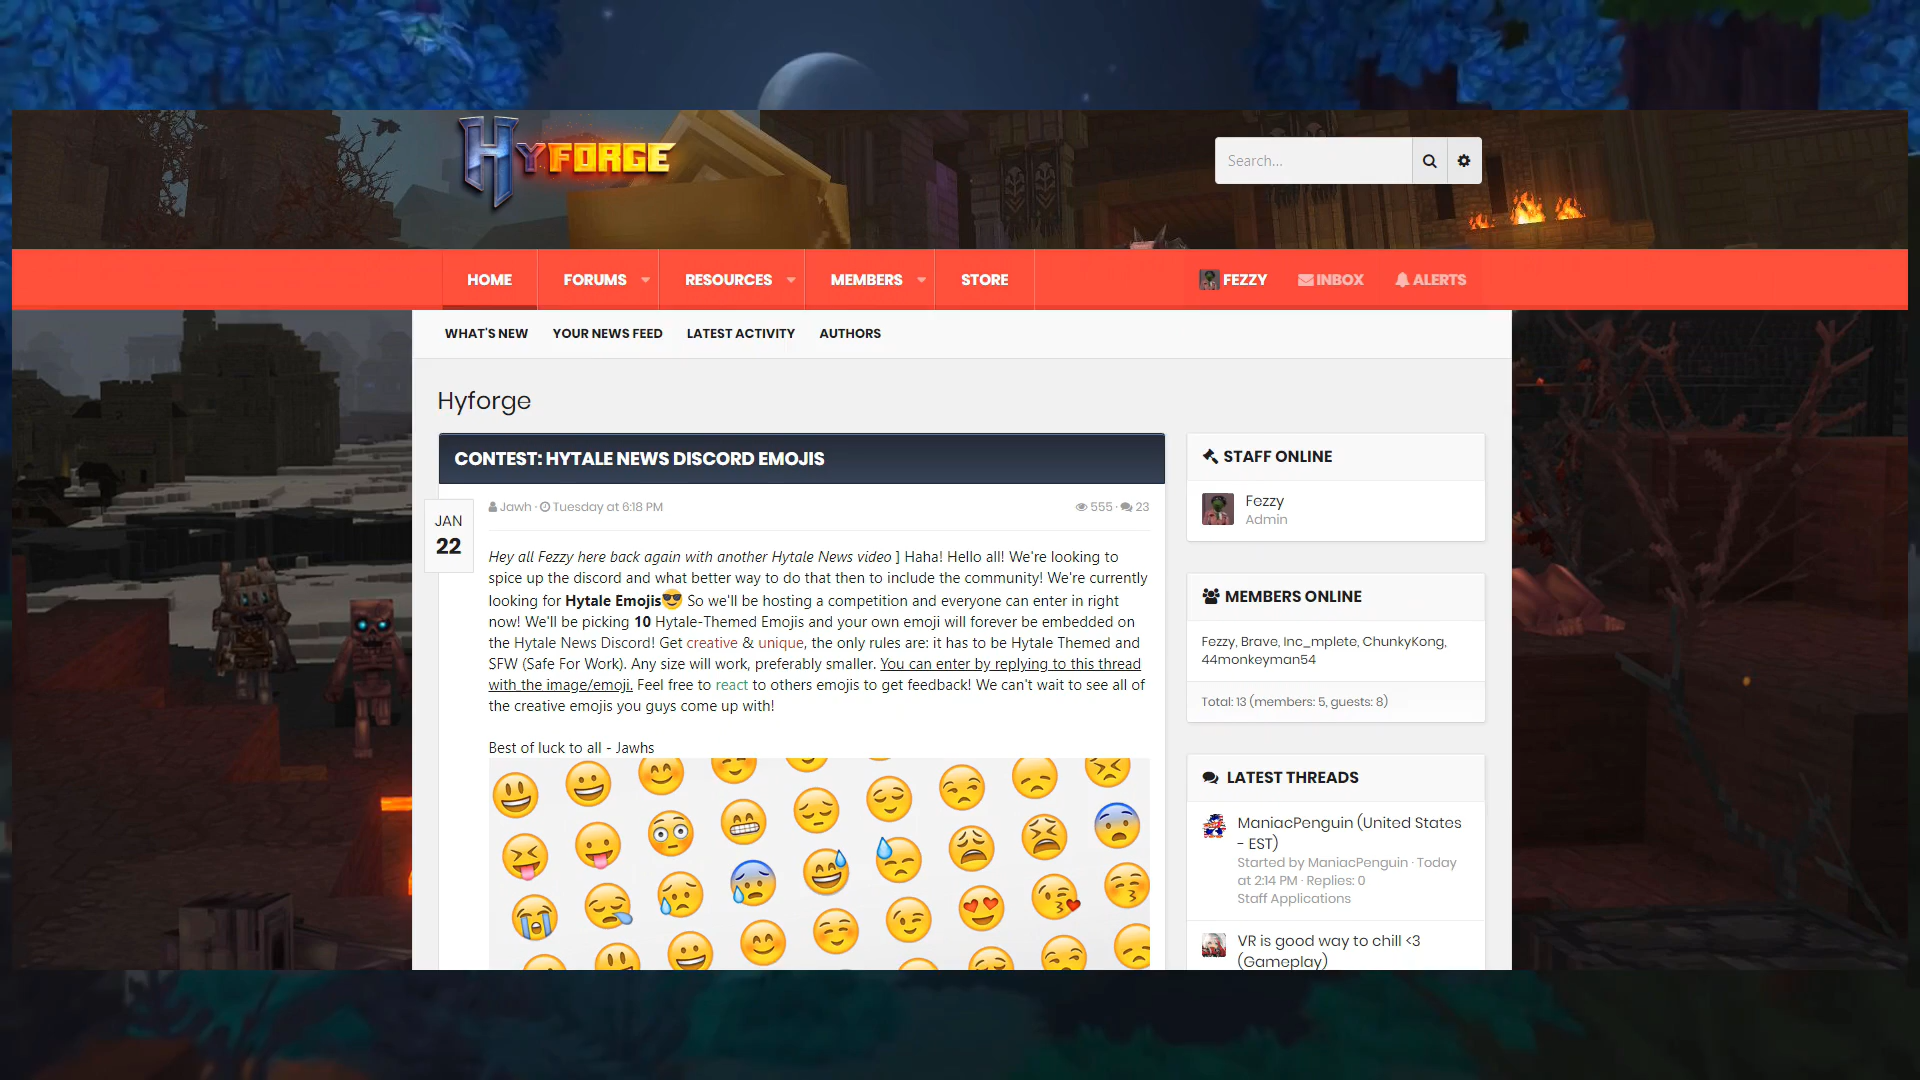 HYFORGE
Search...
HOME
FORUMS
RESOURCES
MEMBERS
STORE
FEZZY
INBOX
ALERTS
WHAT'S NEW
YOUR NEWS FEED
LATEST ACTIVITY
AUTHORS
Hyforge
CONTEST: HYTALE NEWS DISCORD EMOJIS
JAN
22
Jawh · Tuesday at 6:18 PM
555 · 23
Hey all Fezzy here back again with another Hytale News video ] Haha! Hello all! We're looking to
spice up the discord and what better way to do that then to include the community! We're currently
looking for Hytale Emojis😎 So we'll be hosting a competition and everyone can enter in right
now! We'll be picking 10 Hytale-Themed Emojis and your own emoji will forever be embedded on
the Hytale News Discord! Get creative & unique, the only rules are: it has to be Hytale Themed and
SFW (Safe For Work). Any size will work, preferably smaller. You can enter by replying to this thread
with the image/emoji. Feel free to react to others emojis to get feedback! We can't wait to see all of
the creative emojis you guys come up with!
Best of luck to all - Jawhs
STAFF ONLINE
Fezzy
Admin
MEMBERS ONLINE
Fezzy, Brave, Inc_mplete, ChunkyKong,
44monkeyman54
Total: 13 (members: 5, guests: 8)
LATEST THREADS
ManiacPenguin (United States
- EST)
Started by ManiacPenguin · Today
at 2:14 PM · Replies: 0
Staff Applications
VR is good way to chill <3
(Gameplay)